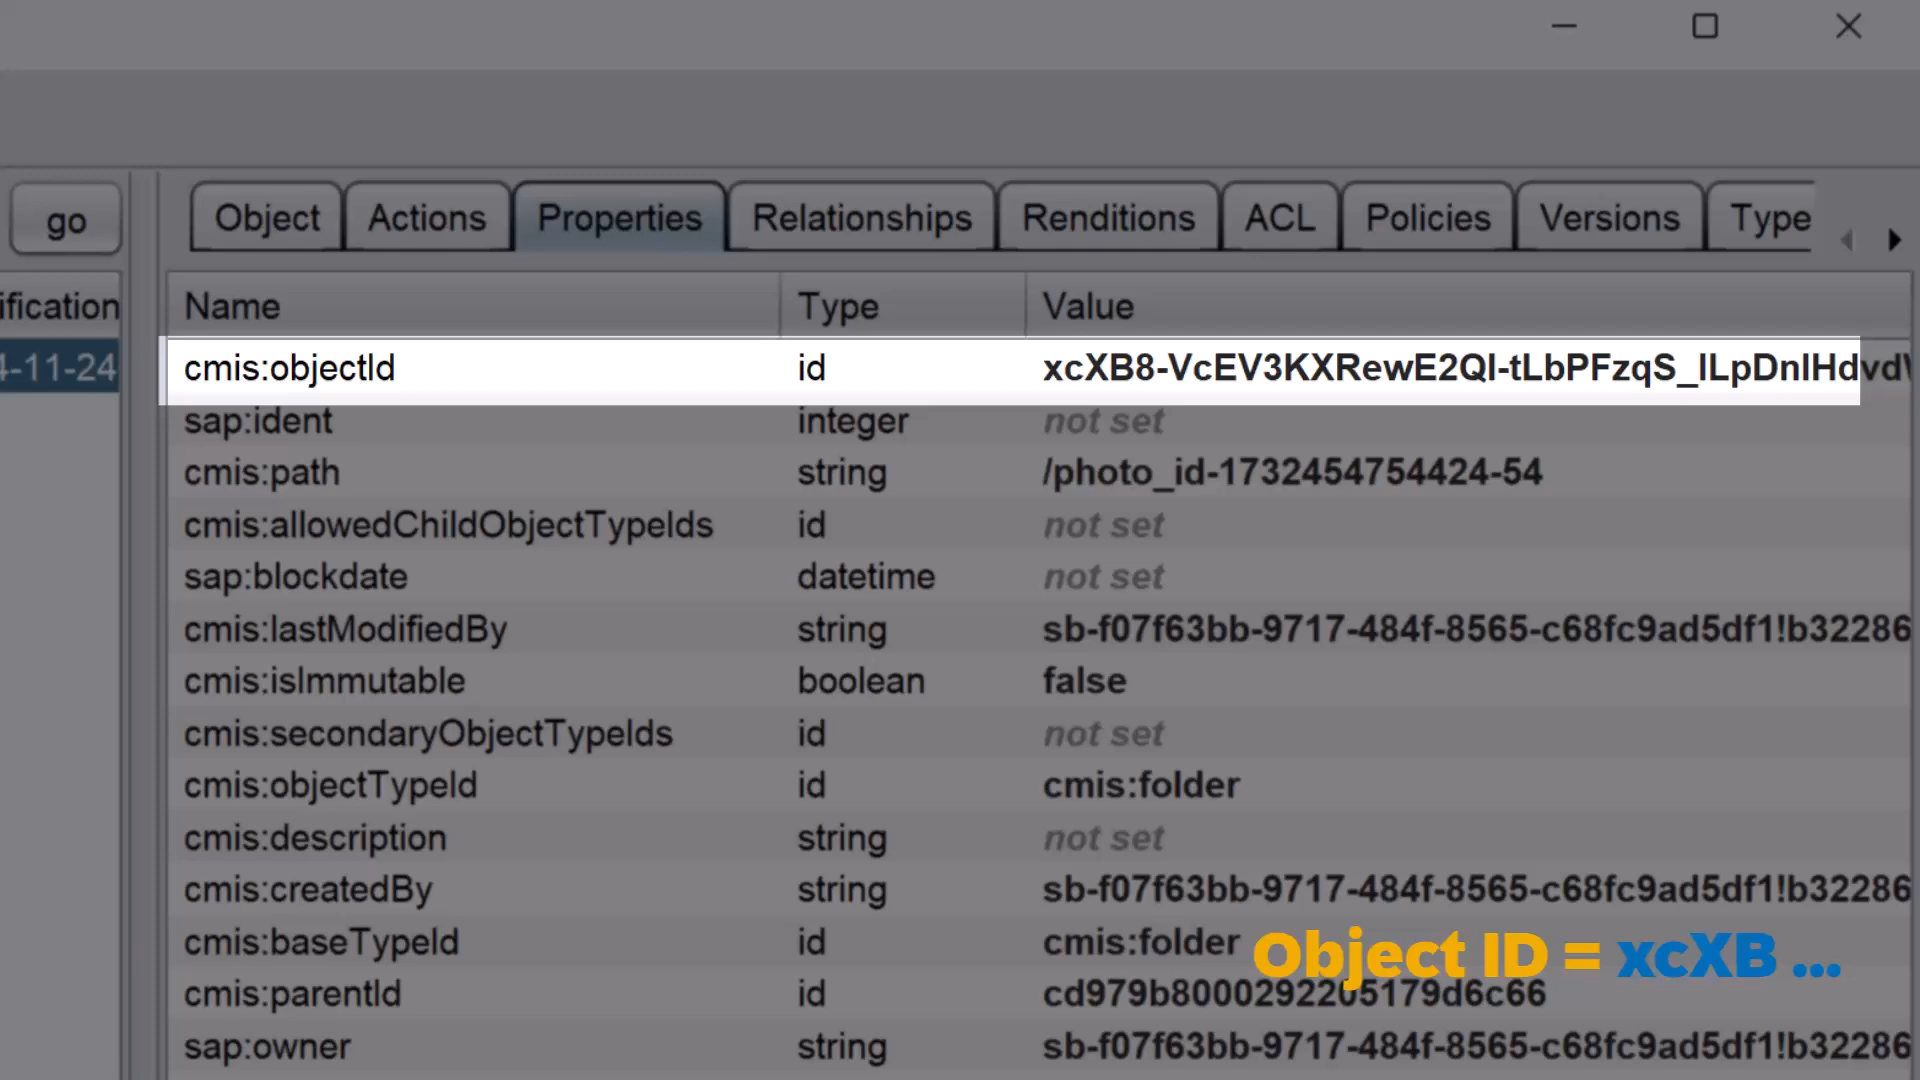 go
Object Actions Properties Relationships Renditions ACL Policies Versions Type
ification
Name Type Value
4-11-24
cmis:objectId id xcXB8-VcEV3KXRewE2QI-tLbPFzqS_ILpDnIHdvd
sap:ident integer not set
cmis:path string /photo_id-1732454754424-54
cmis:allowedChildObjectTypeIds id not set
sap:blockdate datetime not set
cmis:lastModifiedBy string sb-f07f63bb-9717-484f-8565-c68fc9ad5df1!b32286
cmis:isImmutable boolean false
cmis:secondaryObjectTypeIds id not set
cmis:objectTypeId id cmis:folder
cmis:description string not set
cmis:createdBy string sb-f07f63bb-9717-484f-8565-c68fc9ad5df1!b32286
cmis:baseTypeId id cmis:folder
Object ID = xcXB ...
cmis:parentId id cd979b8000292205179d6c66
sap:owner string sb-f07f63bb-9717-484f-8565-c68fc9ad5df1!b32286